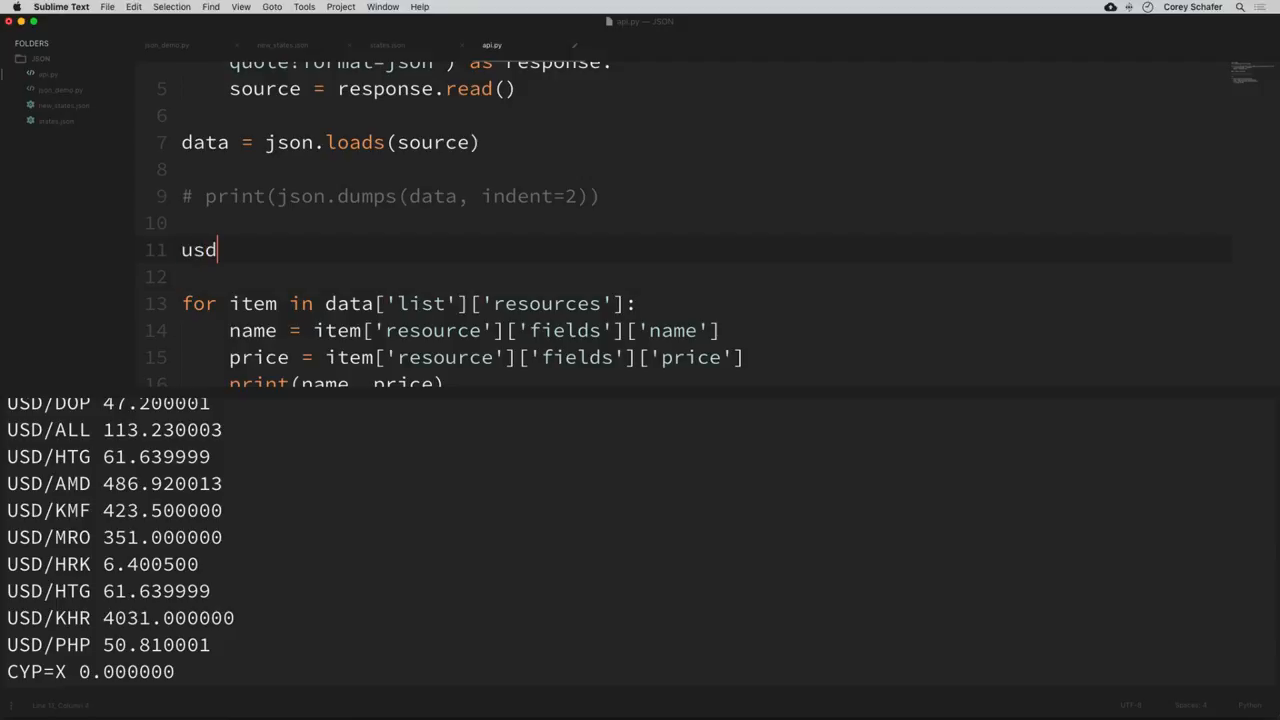 Sublime Text File Edit Selection Find View Goto Tools Project Window Help Corey Schafer
api.py — JSON
FOLDERS
JSON
api.py
json_demo.py
new_states.json
states.json
json_demo.py new_states.json states.json api.py
quote?format=json') as response:
5 source = response.read()
6
7 data = json.loads(source)
8
9 # print(json.dumps(data, indent=2))
10
11 usd
12
13 for item in data['list']['resources']:
14 name = item['resource']['fields']['name']
15 price = item['resource']['fields']['price']
16 print(name, price)
USD/DOP 47.200001
USD/ALL 113.230003
USD/HTG 61.639999
USD/AMD 486.920013
USD/KMF 423.500000
USD/MRO 351.000000
USD/HRK 6.400500
USD/HTG 61.639999
USD/KHR 4031.000000
USD/PHP 50.810001
CYP=X 0.000000
Line 11, Column 4 UTF-8 Spaces: 4 Python